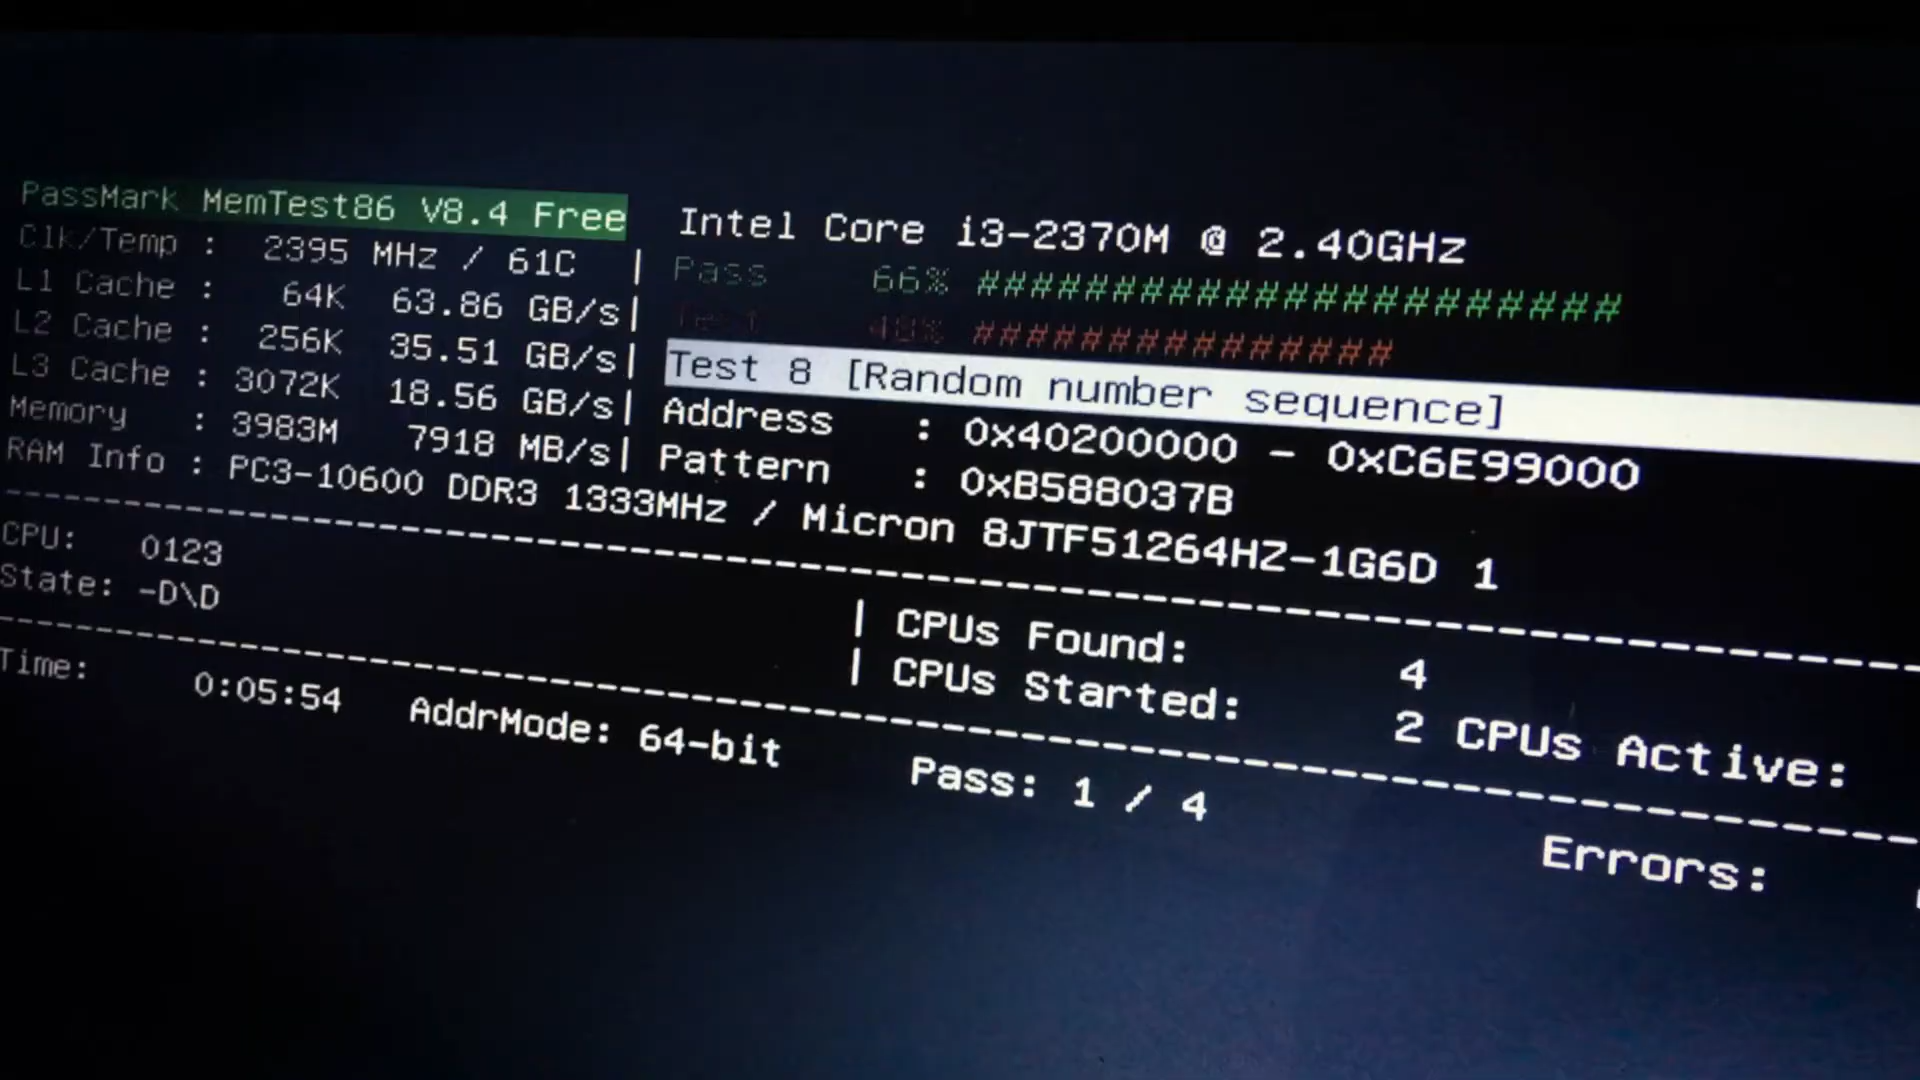 PassMark MemTest86 V8.4 Free Intel Core i3-2370M @ 2.40GHz
Clk/Temp : 2395 MHz / 61C | Pass 66% #######################
L1 Cache : 64K 63.86 GB/s| Test 48% ################
L2 Cache : 256K 35.51 GB/s| Test 8 [Random number sequence]
L3 Cache : 3072K 18.56 GB/s| Address : 0x40200000 - 0xC6E99000
Memory : 3983M 7918 MB/s| Pattern : 0xB588037B
RAM Info : PC3-10600 DDR3 1333MHz / Micron 8JTF51264HZ-1G6D 1
CPU: 0123 | CPUs Found: 4
State: -D\D | CPUs Started: 2 CPUs Active:
Time: 0:05:54 AddrMode: 64-bit Pass: 1 / 4 Errors: